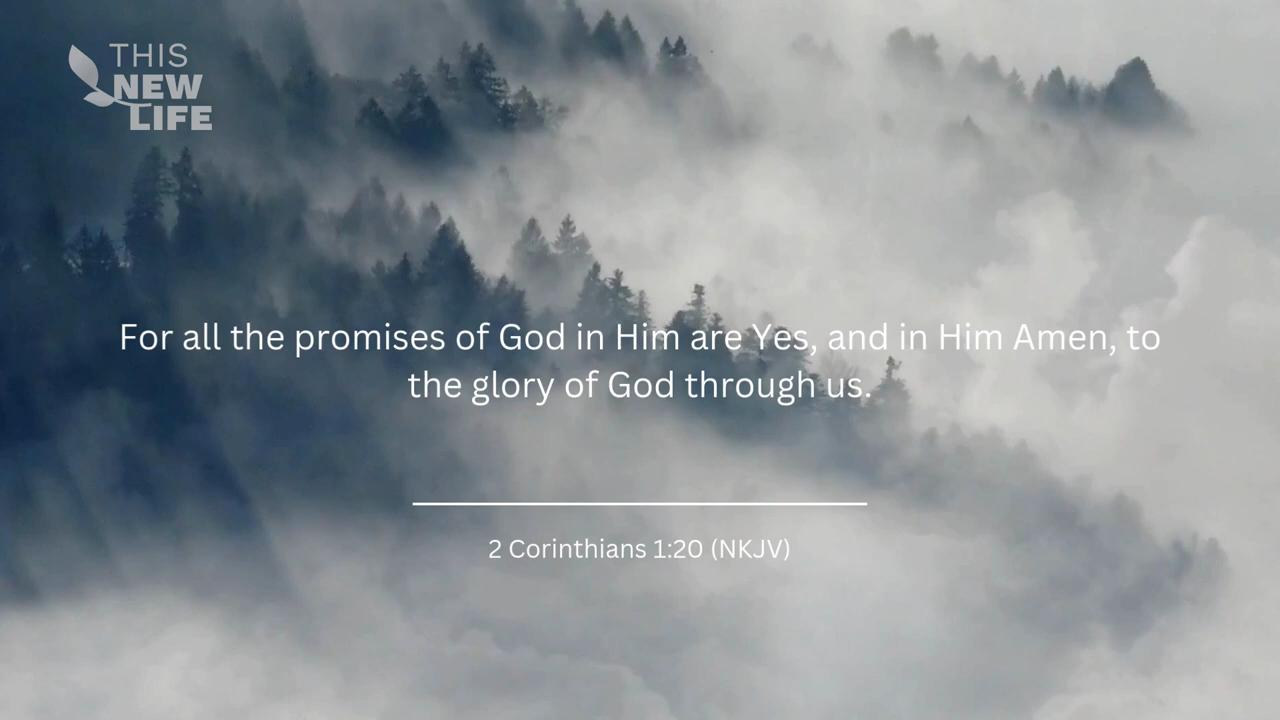 THIS
NEW
LIFE
For all the promises of God in Him are Yes, and in Him Amen, to
the glory of God through us.
2 Corinthians 1:20 (NKJV)